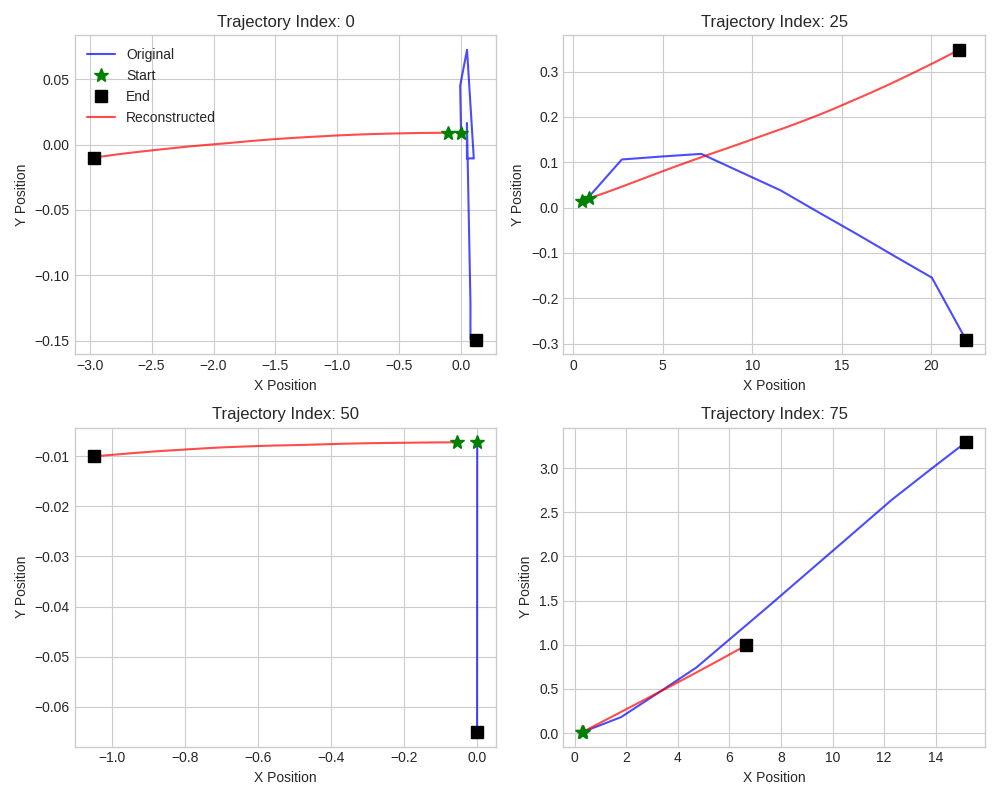 Trajectory Index: 0
Original
Start
End
Reconstructed
0.05
0.00
−0.05
−0.10
−0.15
Y Position
−3.0 −2.5 −2.0 −1.5 −1.0 −0.5 0.0
X Position
Trajectory Index: 25
0.3
0.2
0.1
0.0
−0.1
−0.2
−0.3
Y Position
0 5 10 15 20
X Position
Trajectory Index: 50
−0.01
−0.02
−0.03
−0.04
−0.05
−0.06
Y Position
−1.0 −0.8 −0.6 −0.4 −0.2 0.0
X Position
Trajectory Index: 75
3.0
2.5
2.0
1.5
1.0
0.5
0.0
Y Position
0 2 4 6 8 10 12 14
X Position